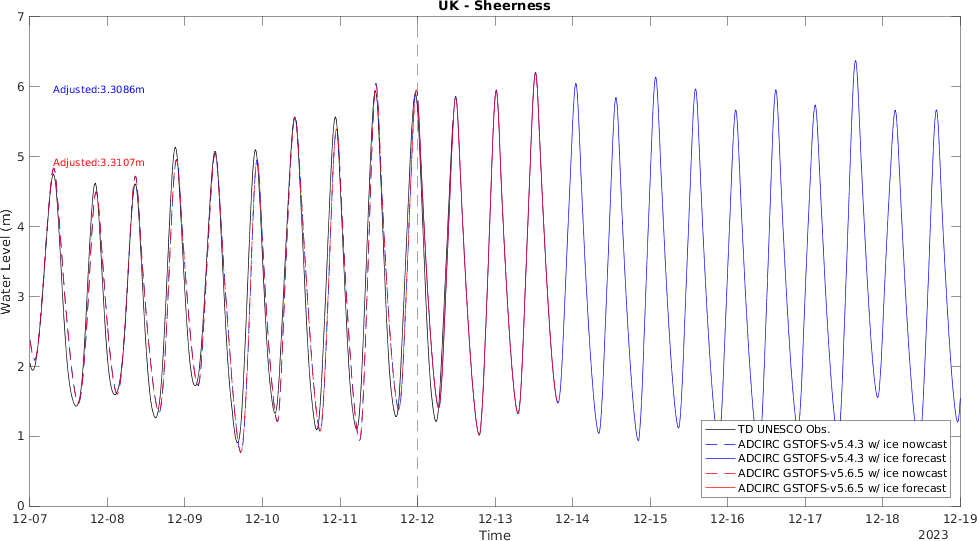 UK - Sheerness
7
6
5
4
3
2
1
0
Water Level (m)
Adjusted:3.3086m
Adjusted:3.3107m
TD UNESCO Obs.
ADCIRC GSTOFS-v5.4.3 w/ ice nowcast
ADCIRC GSTOFS-v5.4.3 w/ ice forecast
ADCIRC GSTOFS-v5.6.5 w/ ice nowcast
ADCIRC GSTOFS-v5.6.5 w/ ice forecast
12-07 12-08 12-09 12-10 12-11 12-12 12-13 12-14 12-15 12-16 12-17 12-18 12-19
Time
2023